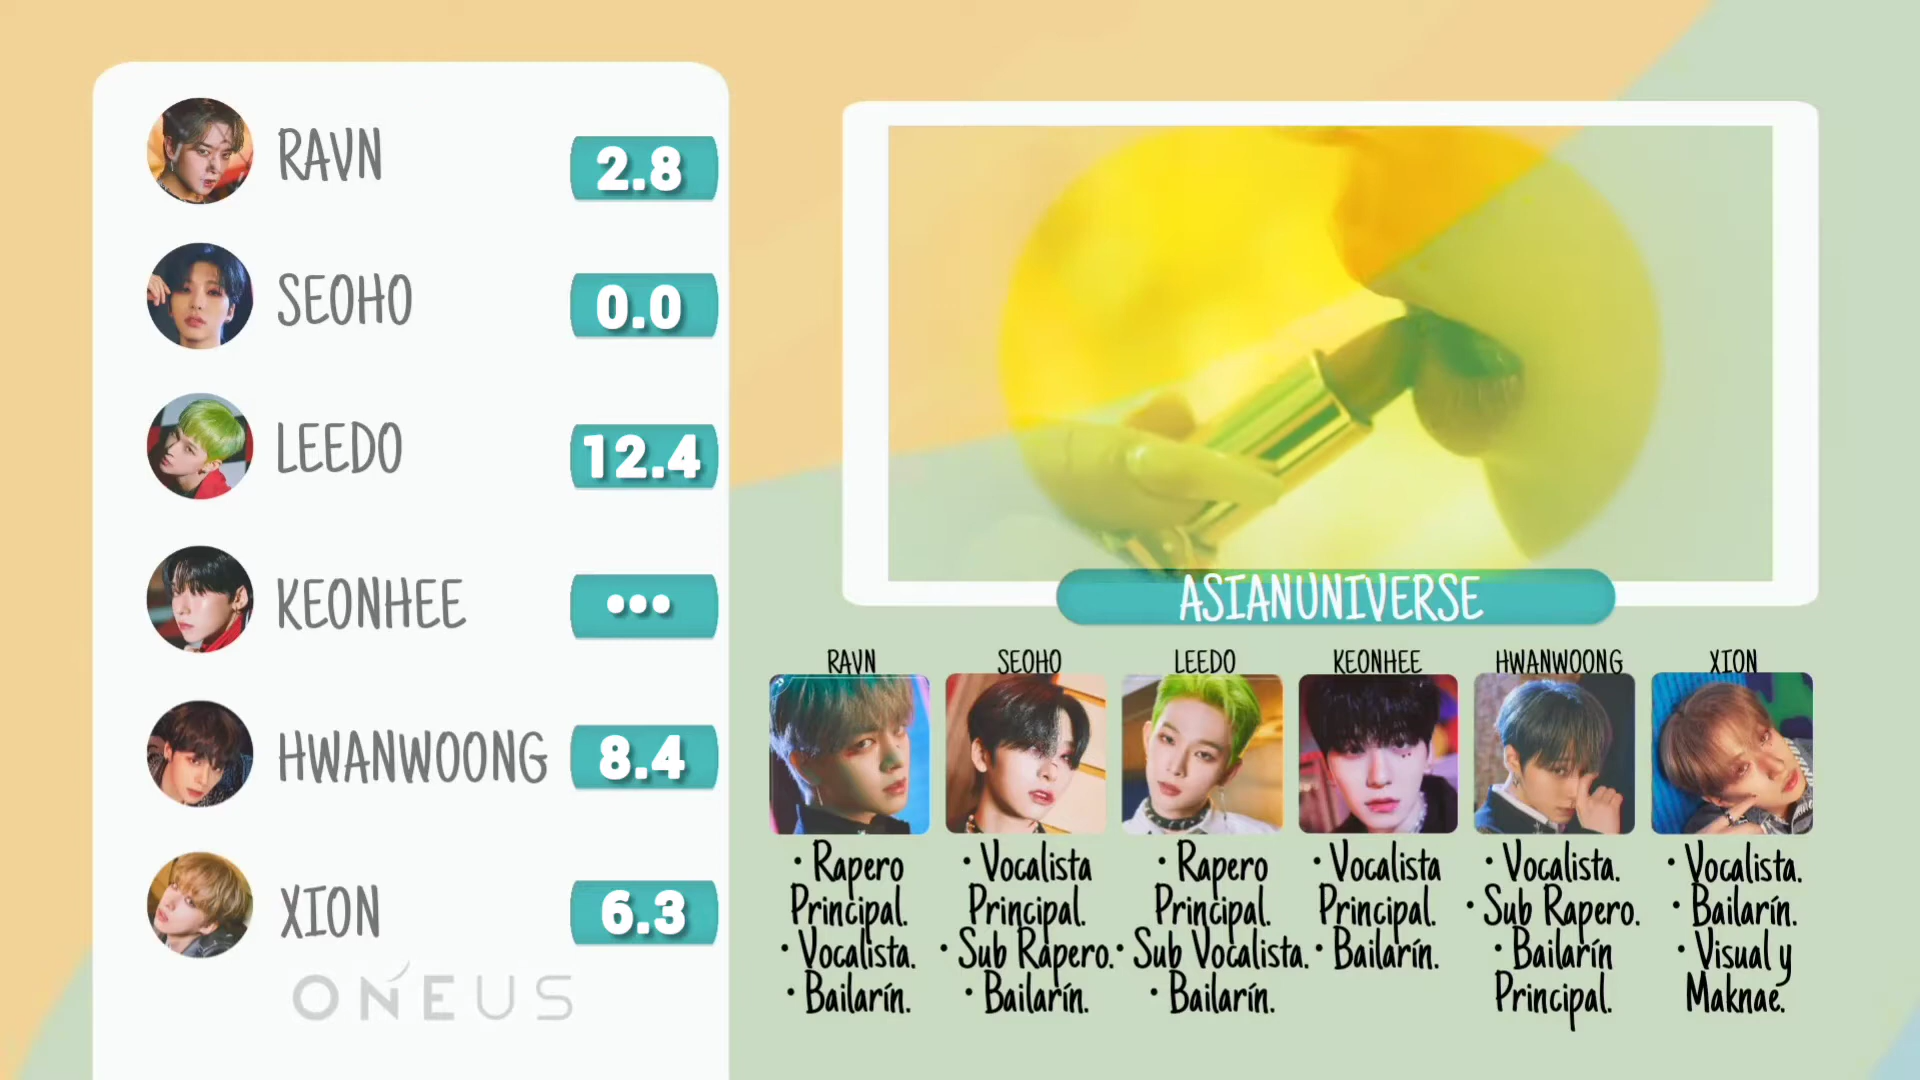 RAVN
2.8
SEOHO
0.0
LEEDO
12.4
KEONHEE
•••
HWANWOONG
8.4
XION
6.3
ONEUS
ASIANUNIVERSE
RAVN
• Rapero
Principal.
• Vocalista.
• Bailarín.
SEOHO
• Vocalista
Principal.
• Sub Rapero.
• Bailarín.
LEEDO
• Rapero
Principal.
• Sub Vocalista.
• Bailarín.
KEONHEE
• Vocalista
Principal.
• Bailarín.
HWANWOONG
• Vocalista.
• Sub Rapero.
• Bailarín
Principal.
XION
• Vocalista.
• Bailarín.
• Visual y
Maknae.